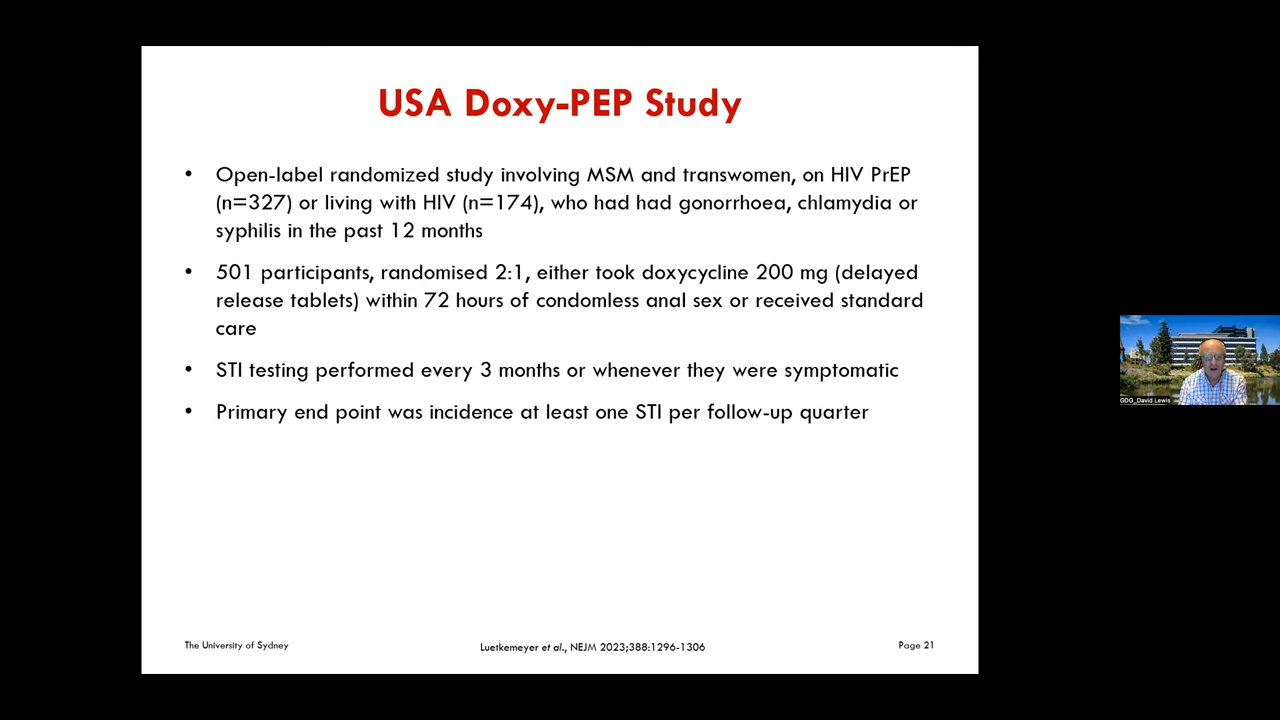 USA Doxy-PEP Study
• Open-label randomized study involving MSM and transwomen, on HIV PrEP
(n=327) or living with HIV (n=174), who had had gonorrhoea, chlamydia or
syphilis in the past 12 months
• 501 participants, randomised 2:1, either took doxycycline 200 mg (delayed
release tablets) within 72 hours of condomless anal sex or received standard
care
• STI testing performed every 3 months or whenever they were symptomatic
• Primary end point was incidence at least one STI per follow-up quarter
GDG_David Lewis
The University of Sydney
Luetkemeyer et al., NEJM 2023;388:1296-1306
Page 21